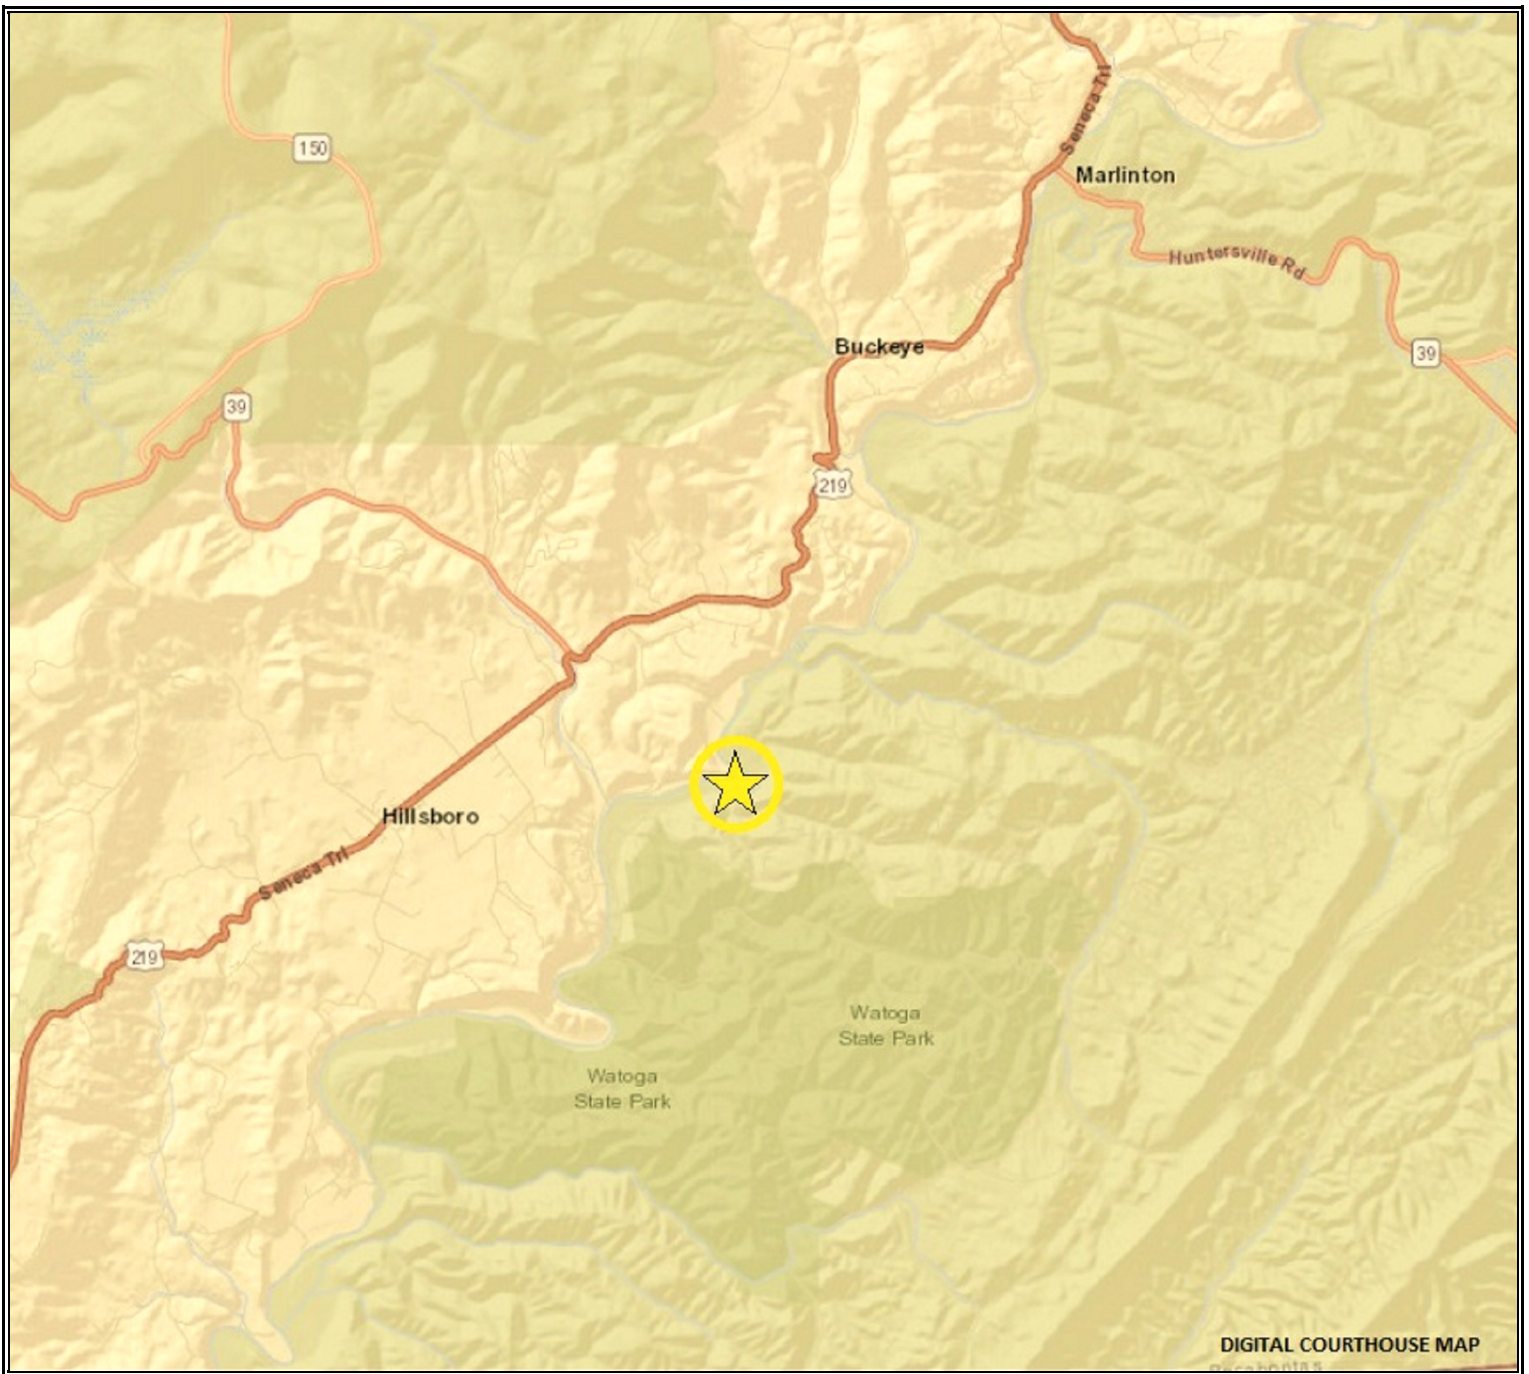 Seneca Trl
150
Marlinton
Huntersville Rd
Buckeye
39
39
219
Hillsboro
Seneca Trl
219
Watoga
State Park
Watoga
State Park
DIGITAL COURTHOUSE MAP
Pocahontas